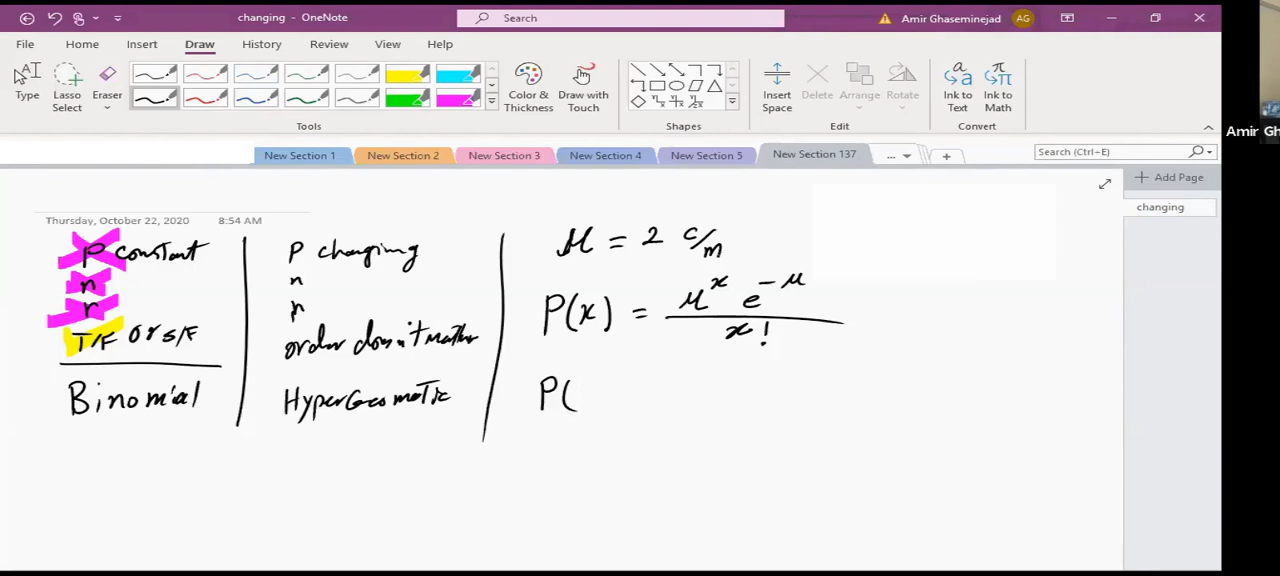 changing - OneNote
Search
Amir Ghaseminejad AG
File Home Insert Draw History Review View Help
Type Lasso Select Eraser Color & Thickness Draw with Touch Insert Space Delete Arrange Rotate Ink to Text Ink to Math
Tools Shapes Edit Convert
Amir Gh
New Section 1 New Section 2 New Section 3 New Section 4 New Section 5 New Section 137 ... + Search (Ctrl+E)
+ Add Page
changing
Thursday, October 22, 2020 8:54 AM
P constant
n
r
T/F or S/F
Binomial
P changing
n
r
order doesn't matter
HyperGeometic
μ = 2 c/m
P(x) = μ^x e^-μ / x!
P(